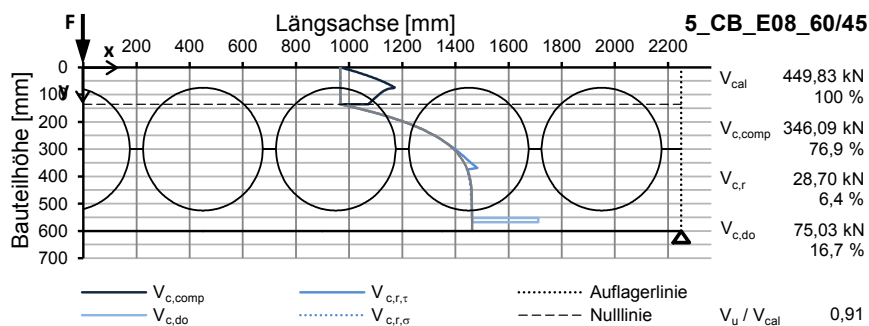 F
Längsachse [mm]
5_CB_E08_60/45
x
200 400 600 800 1000 1200 1400 1600 1800 2000 2200
Bauteilhöhe [mm]
0
100
200
300
400
500
600
700
V_cal 449,83 kN
100 %
V_c,comp 346,09 kN
76,9 %
V_c,r 28,70 kN
6,4 %
V_c,do 75,03 kN
16,7 %
V_c,comp V_c,r,τ Auflagerlinie
V_c,do V_c,r,σ Nulllinie
V_u / V_cal 0,91